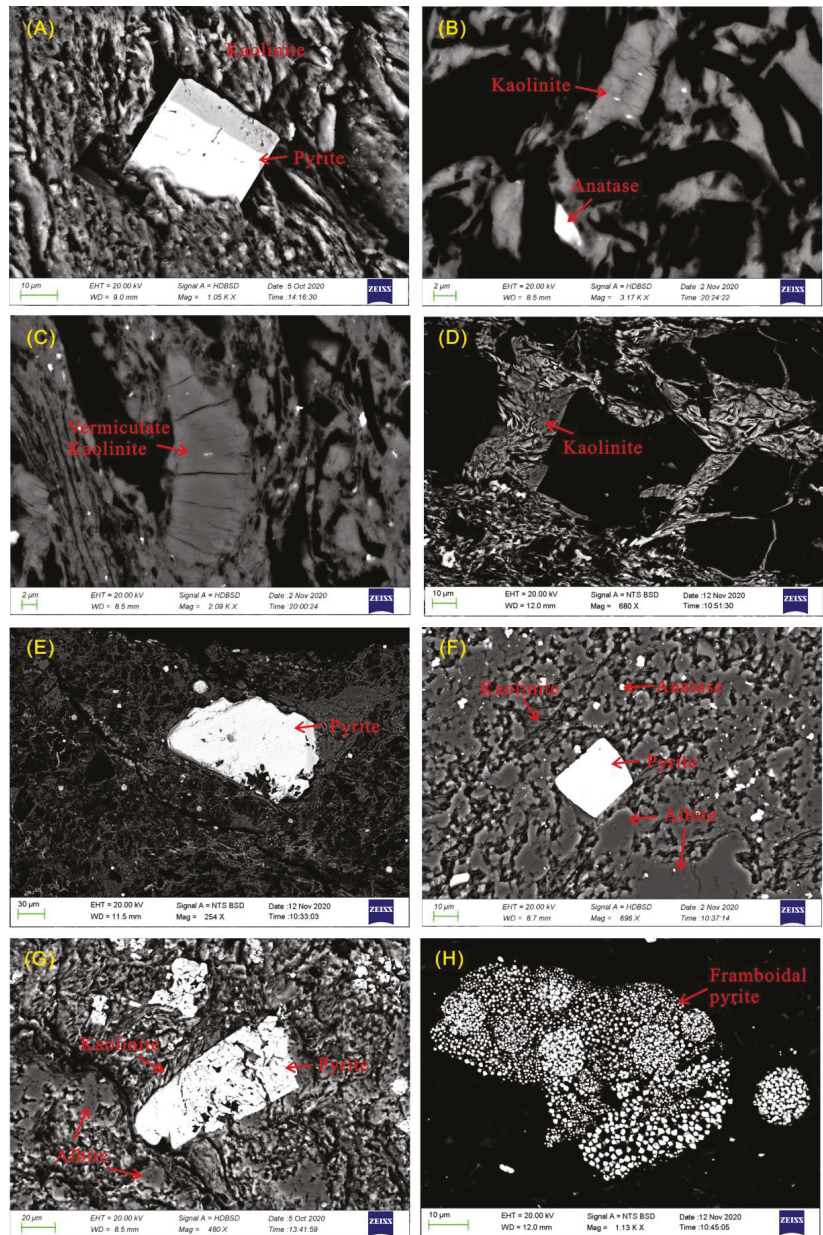 (A)
Kaolinite
Pyrite
10 µm
EHT = 20.00 kV
WD = 9.0 mm
Signal A = HDBSD
Mag = 1.05 K X
Date :5 Oct 2020
Time :14:16:30
ZEISS
(B)
Kaolinite
Anatase
2 µm
EHT = 20.00 kV
WD = 8.5 mm
Signal A = HDBSD
Mag = 3.17 K X
Date :2 Nov 2020
Time :20:24:22
ZEISS
(C)
Vermiculate
Kaolinite
2 µm
EHT = 20.00 kV
WD = 8.5 mm
Signal A = HDBSD
Mag = 2.09 K X
Date :2 Nov 2020
Time :20:00:24
ZEISS
(D)
Kaolinite
10 µm
EHT = 20.00 kV
WD = 12.0 mm
Signal A = NTS BSD
Mag = 680 X
Date :12 Nov 2020
Time :10:51:30
ZEISS
(E)
Pyrite
30 µm
EHT = 20.00 kV
WD = 11.5 mm
Signal A = NTS BSD
Mag = 254 X
Date :12 Nov 2020
Time :10:33:03
ZEISS
(F)
Kaolinite
Anatase
Pyrite
Albite
10 µm
EHT = 20.00 kV
WD = 8.7 mm
Signal A = HDBSD
Mag = 696 X
Date :2 Nov 2020
Time :10:37:14
ZEISS
(G)
Kaolinite
Pyrite
Albite
20 µm
EHT = 20.00 kV
WD = 8.5 mm
Signal A = HDBSD
Mag = 480 X
Date :5 Oct 2020
Time :13:41:59
ZEISS
(H)
Framboidal
pyrite
10 µm
EHT = 20.00 kV
WD = 12.0 mm
Signal A = NTS BSD
Mag = 1.13 K X
Date :12 Nov 2020
Time :10:45:05
ZEISS